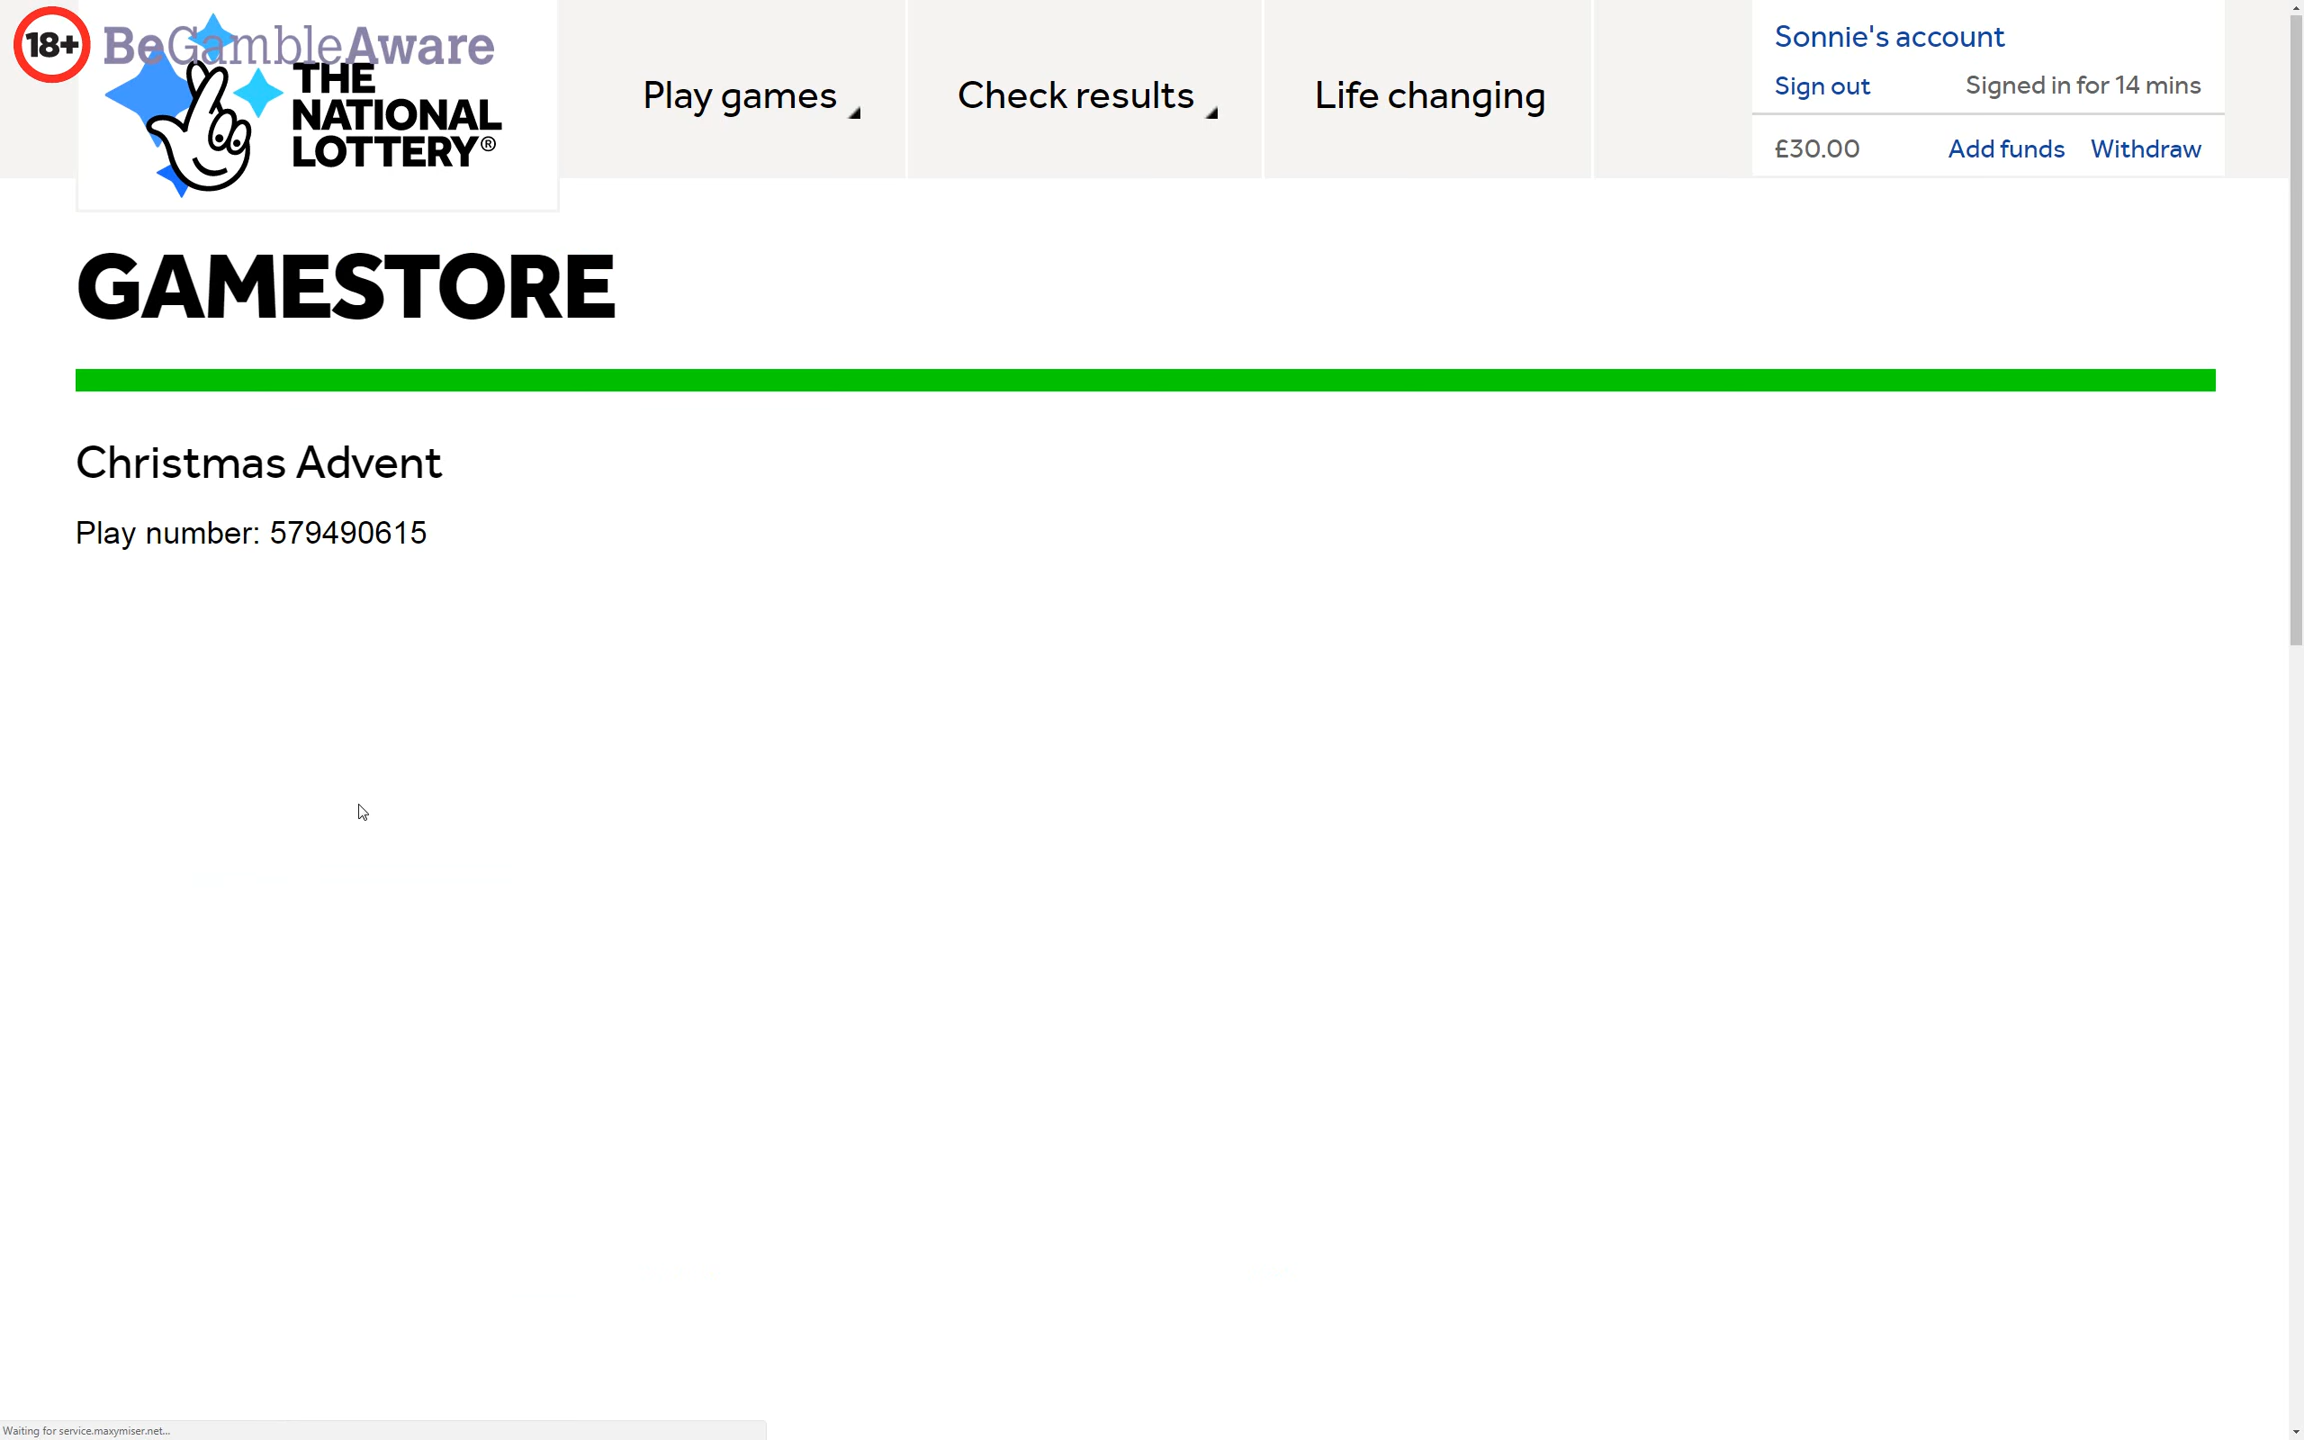 18+ BeGambleAware
THE
NATIONAL
LOTTERY®
Play games
Check results
Life changing
Sonnie's account
Sign out
Signed in for 14 mins
£30.00
Add funds
Withdraw
GAMESTORE
Christmas Advent
Play number: 579490615
Waiting for service.maxymiser.net...